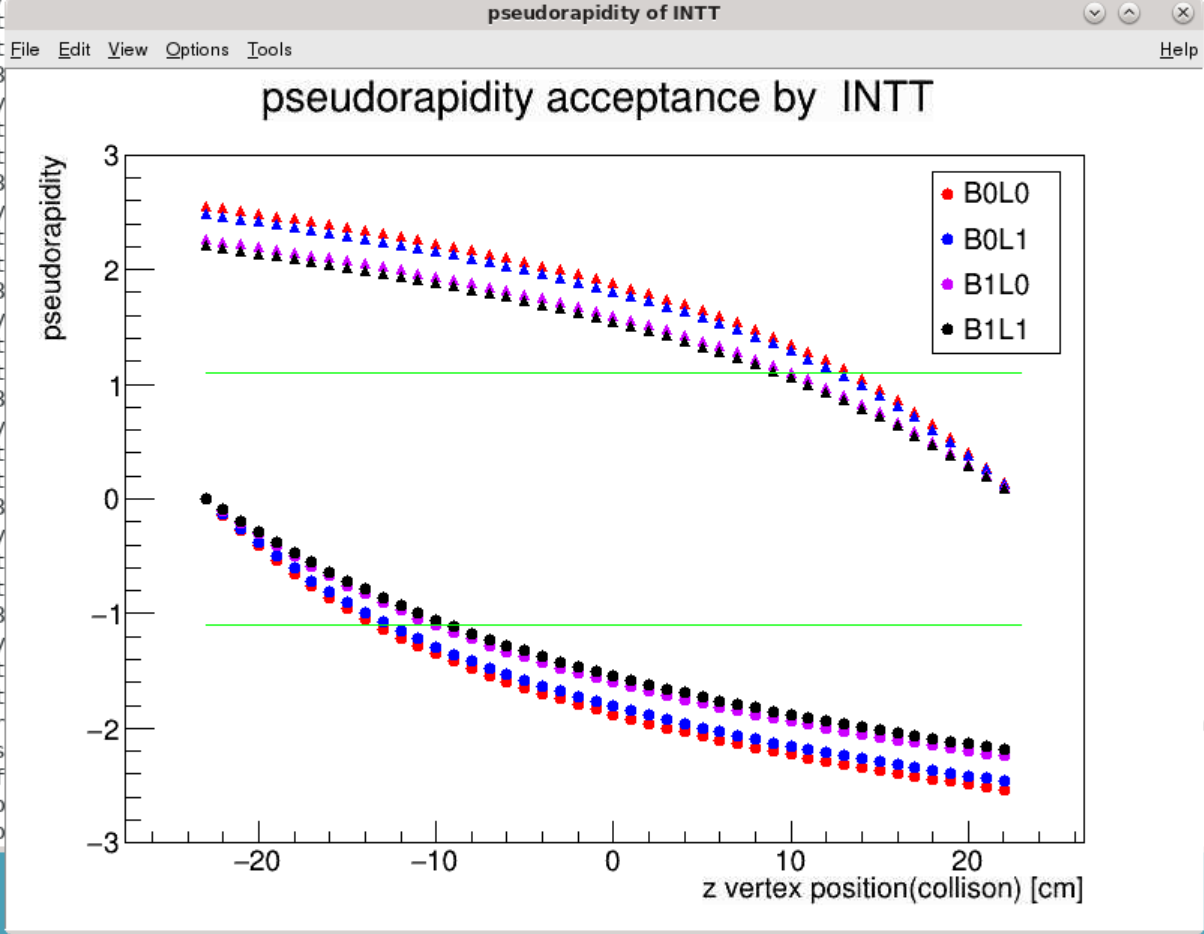 pseudorapidity of INTT
File Edit View Options Tools Help
pseudorapidity acceptance by INTT
pseudorapidity
3
2
1
0
−1
−2
−3
B0L0
B0L1
B1L0
B1L1
−20 −10 0 10 20
z vertex position(collison) [cm]